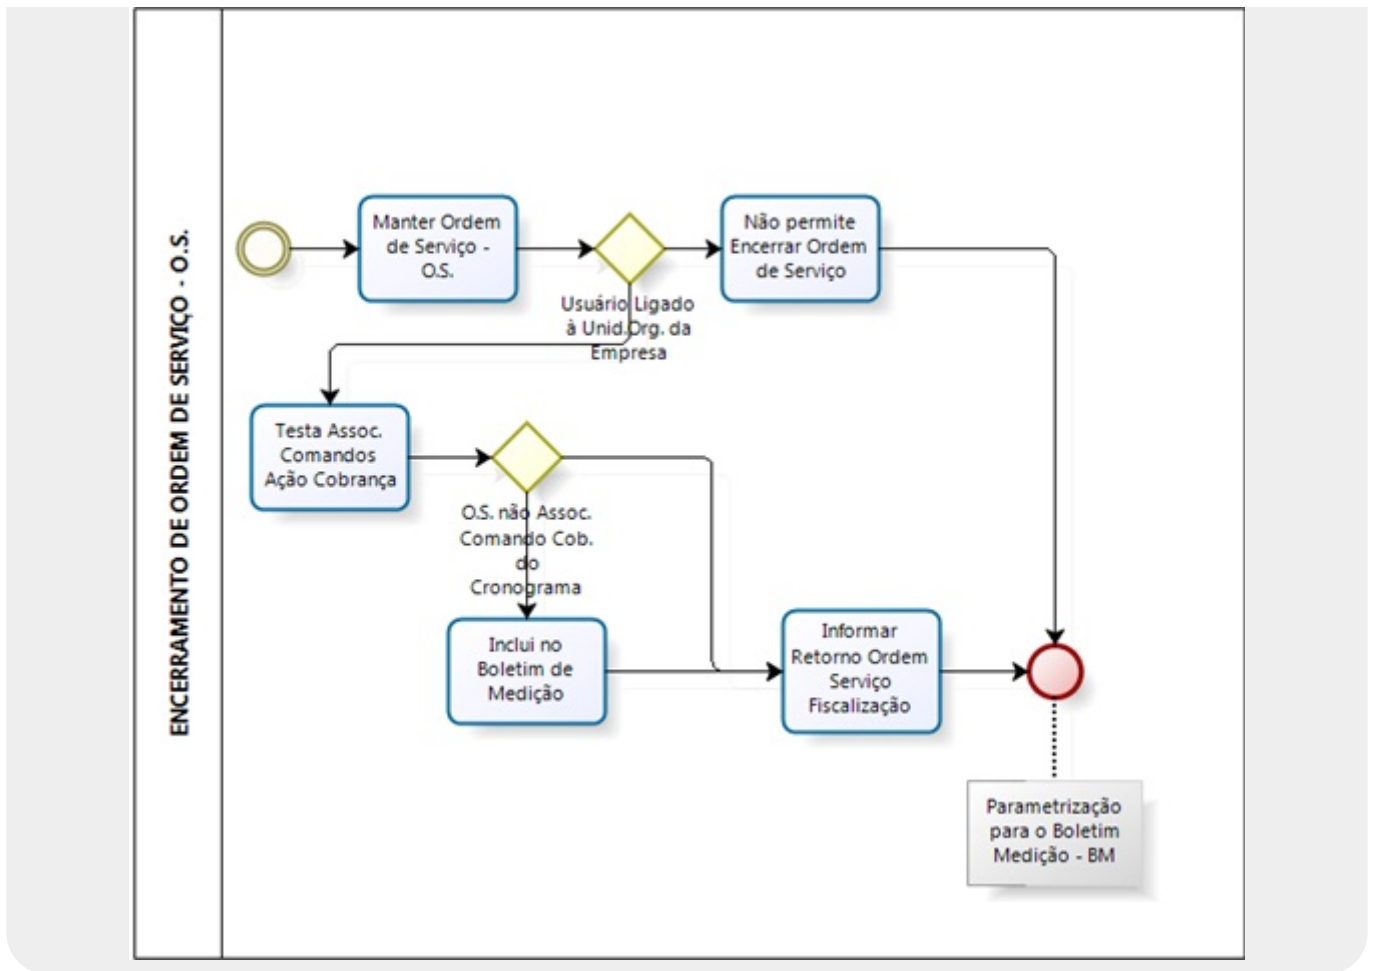 ENCERRAMENTO DE ORDEM DE SERVIÇO - O.S.
Manter Ordem
de Serviço -
O.S.
Usuário Ligado
à Unid.Org. da
Empresa
Não permite
Encerrar Ordem
de Serviço
Testa Assoc.
Comandos
Ação Cobrança
O.S. não Assoc.
Comando Cob.
do
Cronograma
Inclui no
Boletim de
Medição
Informar
Retorno Ordem
Serviço
Fiscalização
Parametrização
para o Boletim
Medição - BM